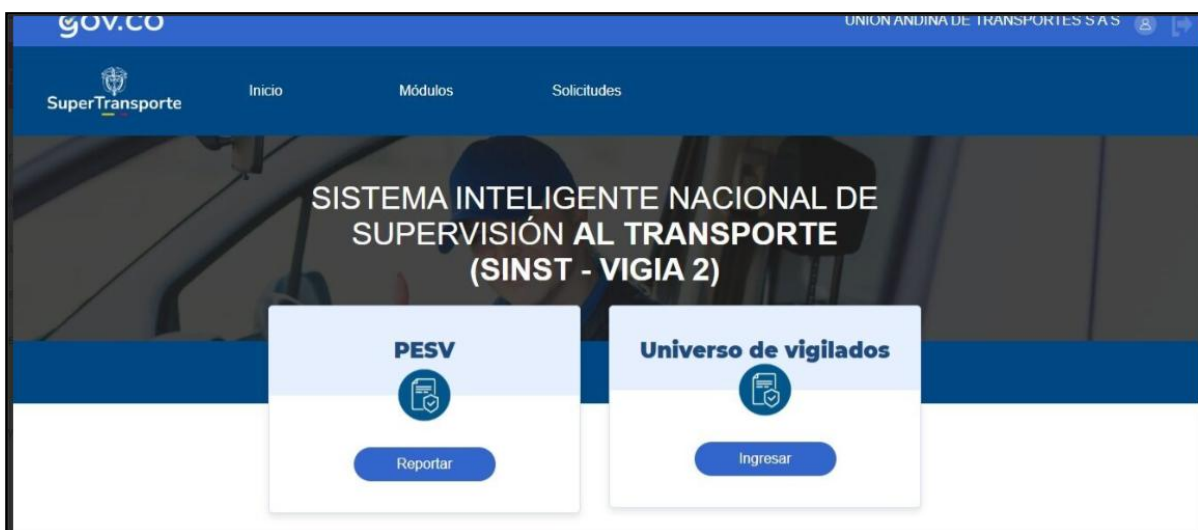 gov.co
UNION ANDINA DE TRANSPORTES S A S
SuperTransporte
Inicio
Módulos
Solicitudes
SISTEMA INTELIGENTE NACIONAL DE
SUPERVISIÓN AL TRANSPORTE
(SINST - VIGIA 2)
PESV
Reportar
Universo de vigilados
Ingresar